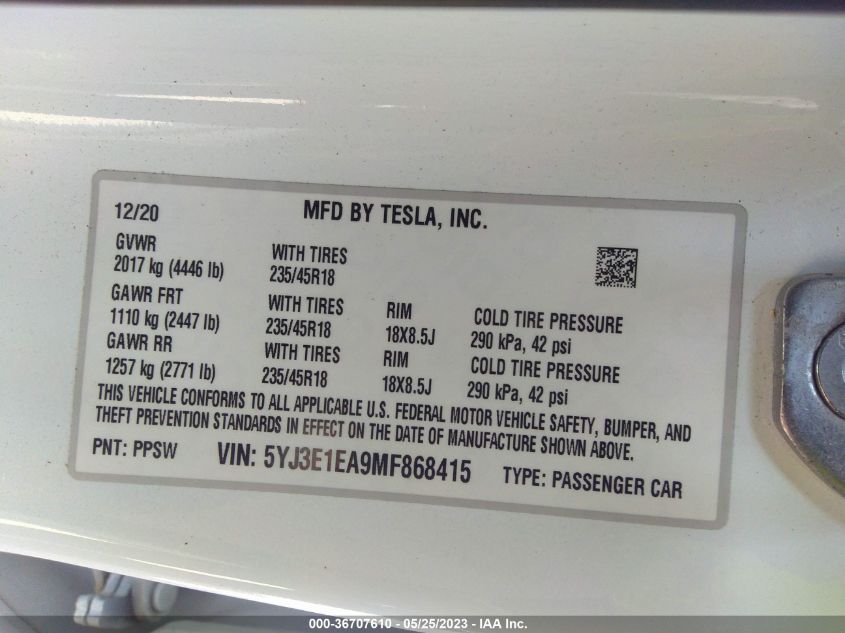 12/20 MFD BY TESLA, INC.
GVWR
2017 kg (4446 lb) WITH TIRES
235/45R18
GAWR FRT
1110 kg (2447 lb) WITH TIRES
235/45R18 RIM
18X8.5J COLD TIRE PRESSURE
290 kPa, 42 psi
GAWR RR
1257 kg (2771 lb) WITH TIRES
235/45R18 RIM
18X8.5J COLD TIRE PRESSURE
290 kPa, 42 psi
THIS VEHICLE CONFORMS TO ALL APPLICABLE U.S. FEDERAL MOTOR VEHICLE SAFETY, BUMPER, AND
THEFT PREVENTION STANDARDS IN EFFECT ON THE DATE OF MANUFACTURE SHOWN ABOVE.
PNT: PPSW VIN: 5YJ3E1EA9MF868415 TYPE: PASSENGER CAR
000-36707610 - 05/25/2023 - IAA Inc.